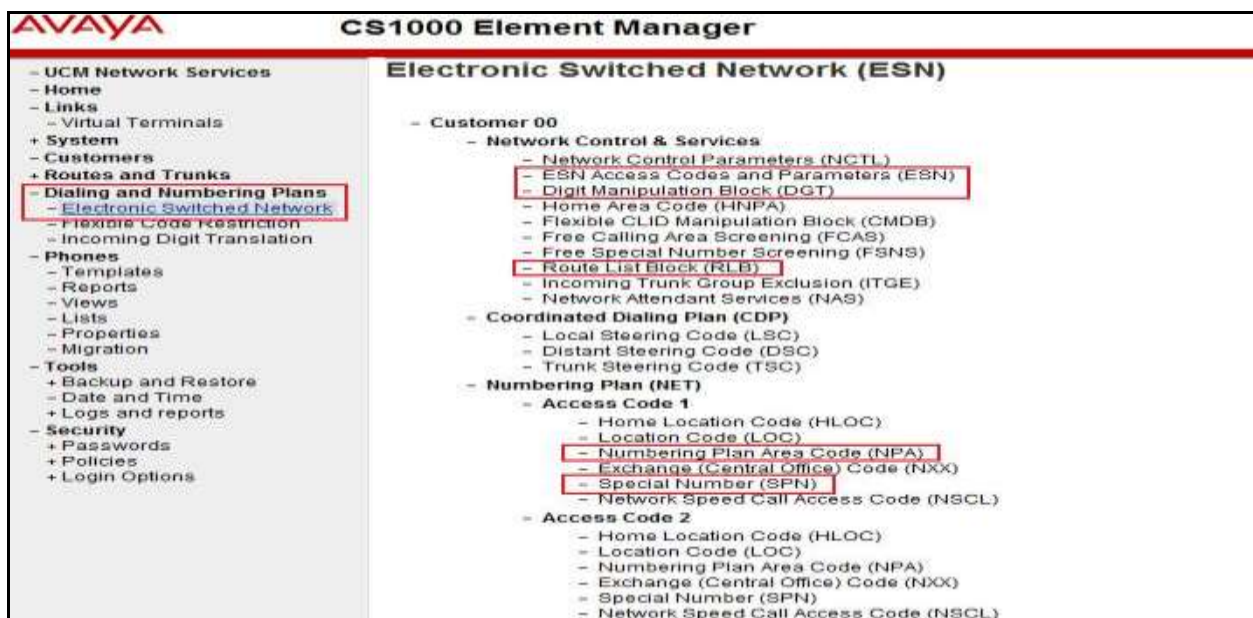 AVAYA
CS1000 Element Manager
- UCM Network Services
- Home
- Links
- Virtual Terminals
+ System
- Customers
+ Routes and Trunks
- Dialing and Numbering Plans
- Electronic Switched Network
- Flexible Code Restriction
- Incoming Digit Translation
- Phones
- Templates
- Reports
- Views
- Lists
- Properties
- Migration
- Tools
+ Backup and Restore
- Date and Time
+ Logs and reports
- Security
+ Passwords
+ Policies
+ Login Options
Electronic Switched Network (ESN)
- Customer 00
- Network Control & Services
- Network Control Parameters (NCTL)
- ESN Access Codes and Parameters (ESN)
- Digit Manipulation Block (DGT)
- Home Area Code (HNPA)
- Flexible CLID Manipulation Block (CMDB)
- Free Calling Area Screening (FCAS)
- Free Special Number Screening (FSNS)
- Route List Block (RLB)
- Incoming Trunk Group Exclusion (ITGE)
- Network Attendant Services (NAS)
- Coordinated Dialing Plan (CDP)
- Local Steering Code (LSC)
- Distant Steering Code (DSC)
- Trunk Steering Code (TSC)
- Numbering Plan (NET)
- Access Code 1
- Home Location Code (HLOC)
- Location Code (LOC)
- Numbering Plan Area Code (NPA)
- Exchange (Central Office) Code (NXX)
- Special Number (SPN)
- Network Speed Call Access Code (NSCL)
- Access Code 2
- Home Location Code (HLOC)
- Location Code (LOC)
- Numbering Plan Area Code (NPA)
- Exchange (Central Office) Code (NXX)
- Special Number (SPN)
- Network Speed Call Access Code (NSCL)